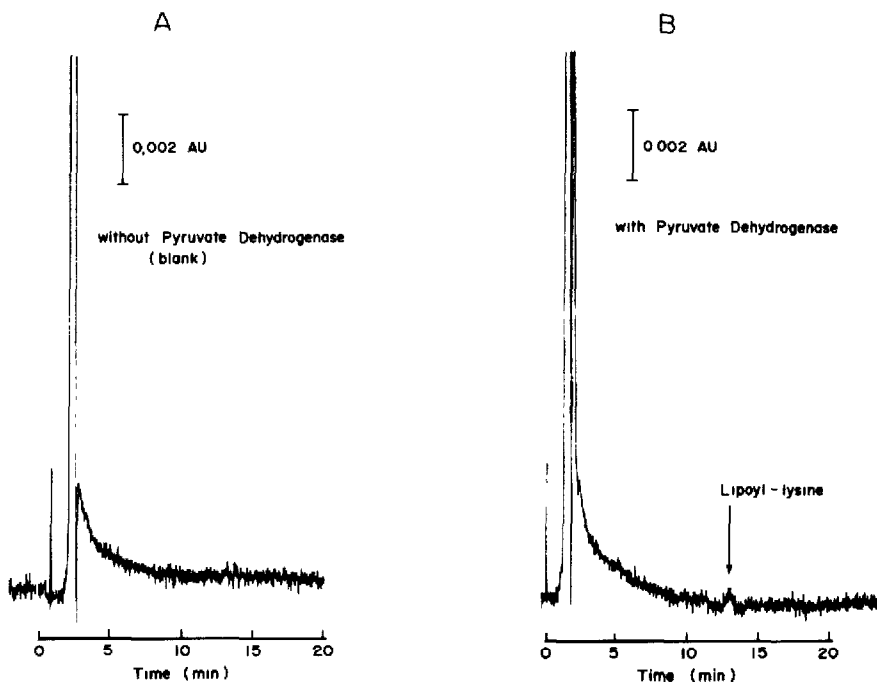 A
0,002 AU
without Pyruvate Dehydrogenase
(blank)
0 5 10 15 20
Time (min)
B
0 002 AU
with Pyruvate Dehydrogenase
Lipoyl-lysine
0 5 10 15 20
Time (min)